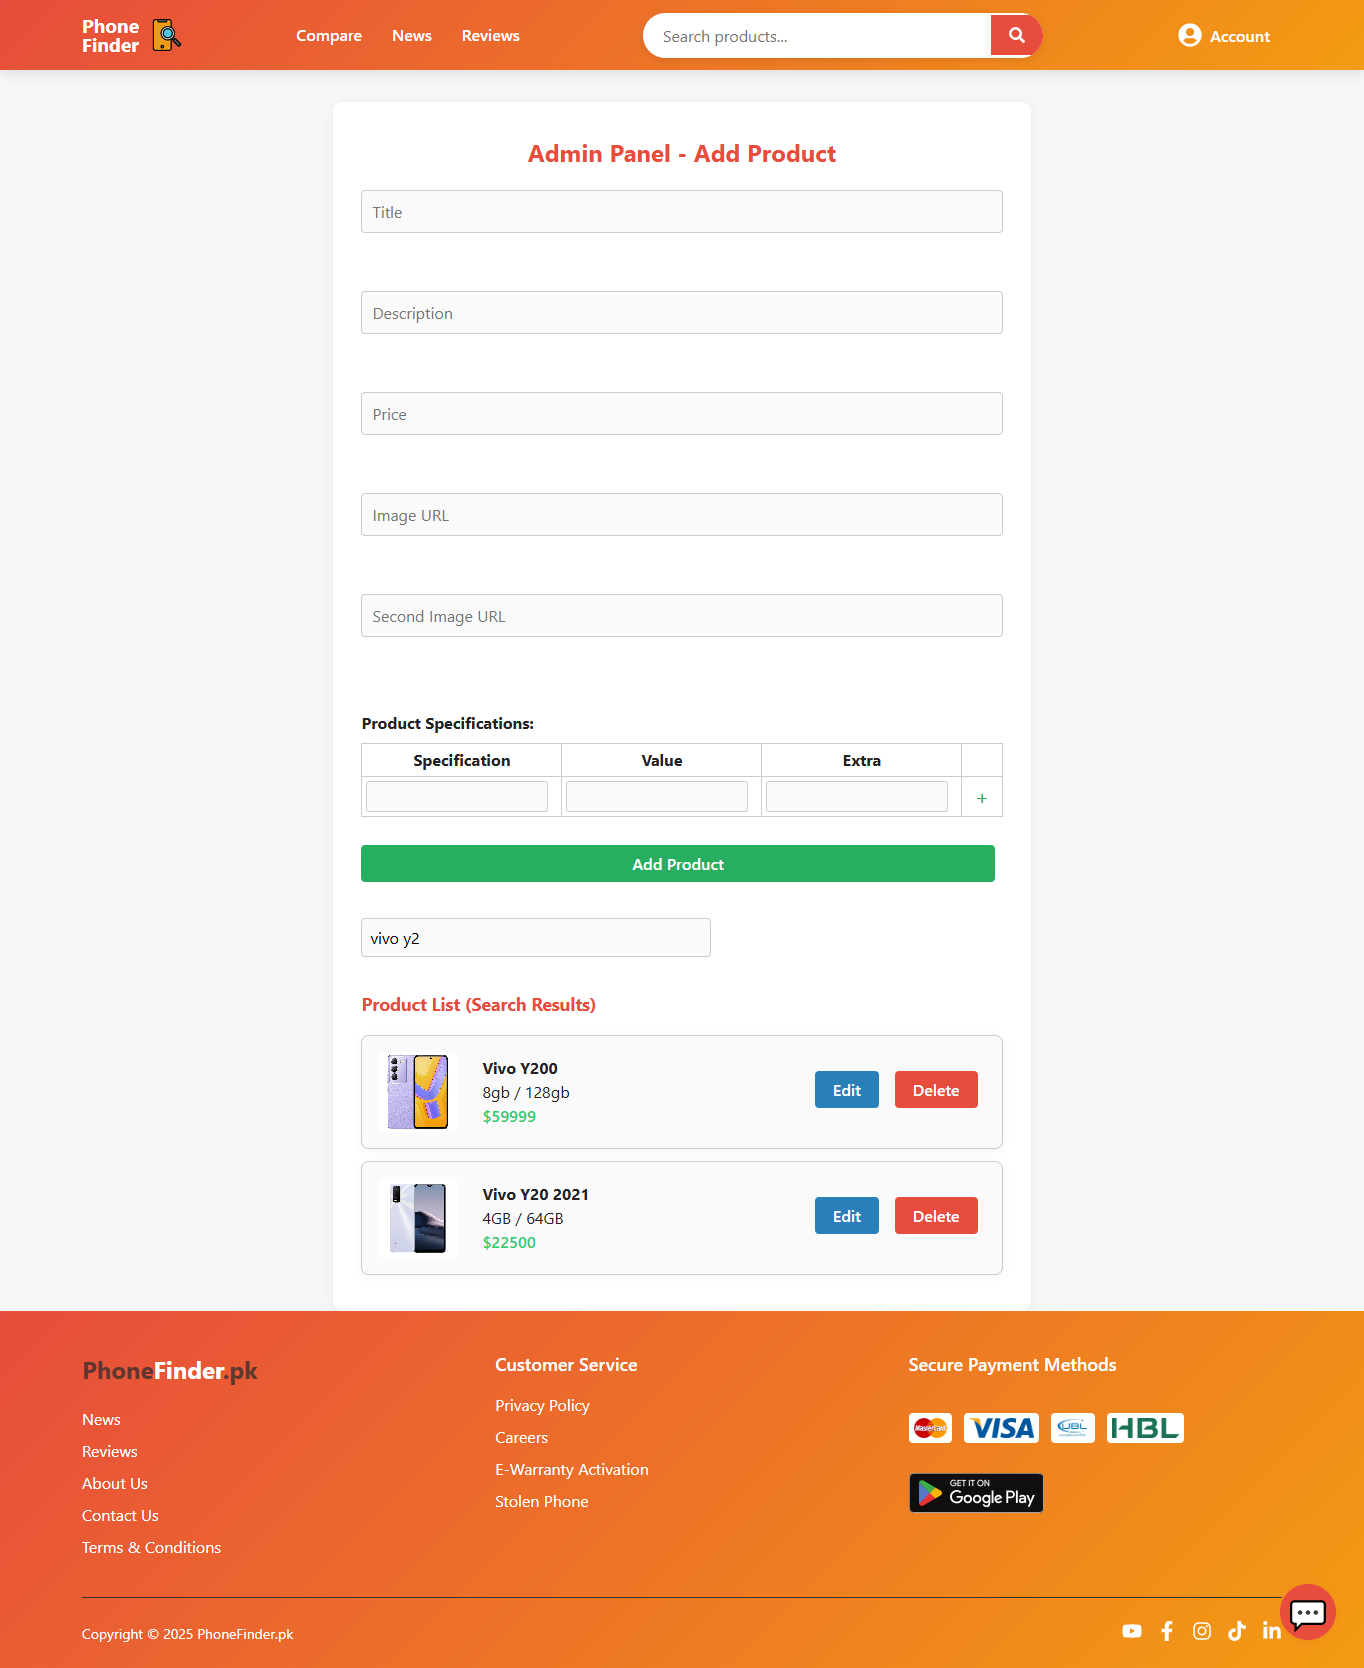 Phone
Finder
Compare
News
Reviews
Search products...
Account
Admin Panel - Add Product
Title
Description
Price
Image URL
Second Image URL
Product Specifications:
Specification
Value
Extra
+
Add Product
vivo y2
Product List (Search Results)
Vivo Y200
8gb / 128gb
$59999
Edit
Delete
Vivo Y20 2021
4GB / 64GB
$22500
Edit
Delete
PhoneFinder.pk
News
Reviews
About Us
Contact Us
Terms & Conditions
Customer Service
Privacy Policy
Careers
E-Warranty Activation
Stolen Phone
Secure Payment Methods
MasterCard
VISA
UBL
HBL
GET IT ON
Google Play
Copyright © 2025 PhoneFinder.pk